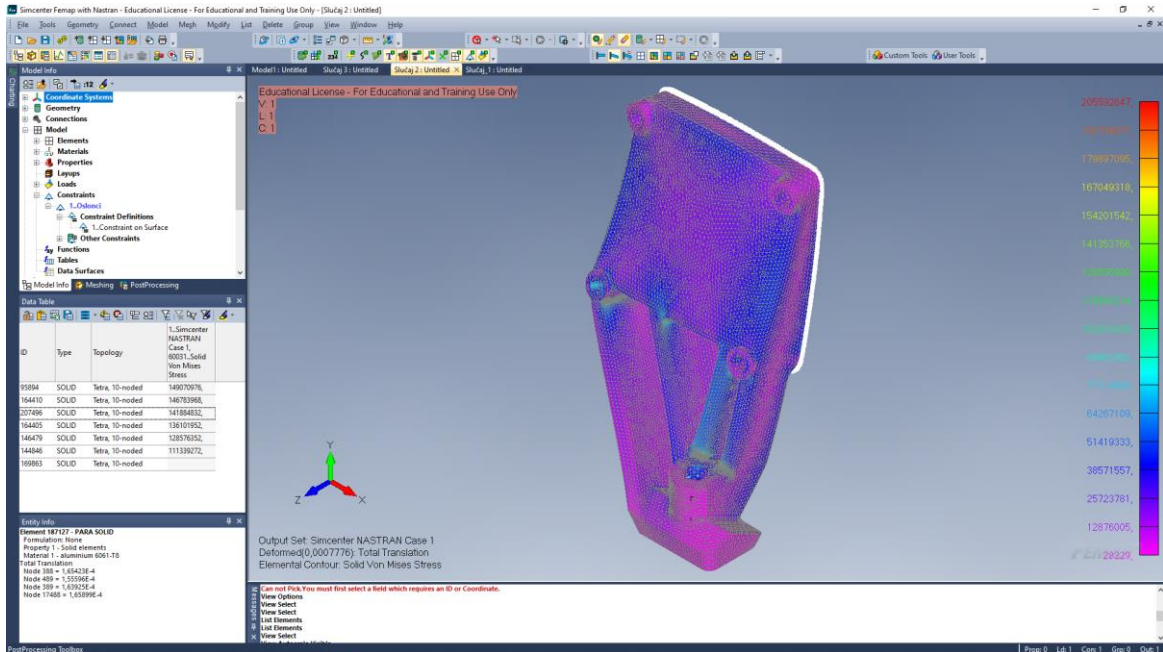 Simcenter Femap with Nastran - Educational License - For Educational and Training Use Only - [Slučaj 2 : Untitled]
File Tools Geometry Connect Model Mesh Modify List Delete Group View Window Help
Custom Tools User Tools
Model Info
Model1 : Untitled Slučaj 3 : Untitled Slučaj 2 : Untitled Slučaj_1 : Untitled
Charting
Coordinate Systems
Geometry
Connections
Model
Elements
Materials
Properties
Layups
Loads
Constraints
1..Oslonci
Constraint Definitions
1..Constraint on Surface
Other Constraints
Functions
Tables
Data Surfaces
Model Info Meshing PostProcessing
Data Table
ID Type Topology 1..Simcenter NASTRAN Case 1, 60031..Solid Von Mises Stress
95894 SOLID Tetra, 10-noded 149070976,
164410 SOLID Tetra, 10-noded 146783968,
207496 SOLID Tetra, 10-noded 141884832,
164405 SOLID Tetra, 10-noded 136101952,
146479 SOLID Tetra, 10-noded 128576352,
144846 SOLID Tetra, 10-noded 111339272,
169863 SOLID Tetra, 10-noded
Entity Info
Element 187127 - PARA SOLID
Formulation: None
Property 1 - Solid elements
Material 1 - aluminium 6061-T8
Total Translation
Node 388 = 1,65423E-4
Node 489 = 1,55596E-4
Node 389 = 1,63925E-4
Node 17488 = 1,65899E-4
Educational License - For Educational and Training Use Only
V: 1
L: 1
C: 1
Y
Z X
Output Set: Simcenter NASTRAN Case 1
Deformed(0,0007776): Total Translation
Elemental Contour: Solid Von Mises Stress
179897095,
167049318,
154201542,
141353766,
64267109,
51419333,
38571557,
25723781,
12876005,
28229,
Messages
Can not Pick.You must first select a field which requires an ID or Coordinate.
View Options
View Select
View Select
List Elements
List Elements
View Select
PostProcessing Toolbox
Prop: 0 Ld: 1 Con: 1 Grp: 0 Out: 1